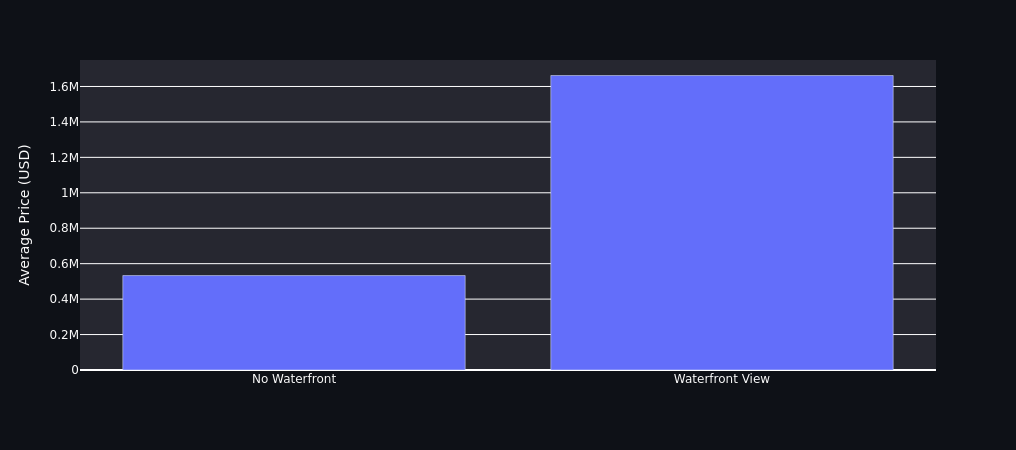 Average Price (USD)
1.6M
1.4M
1.2M
1M
0.8M
0.6M
0.4M
0.2M
0
No Waterfront
Waterfront View